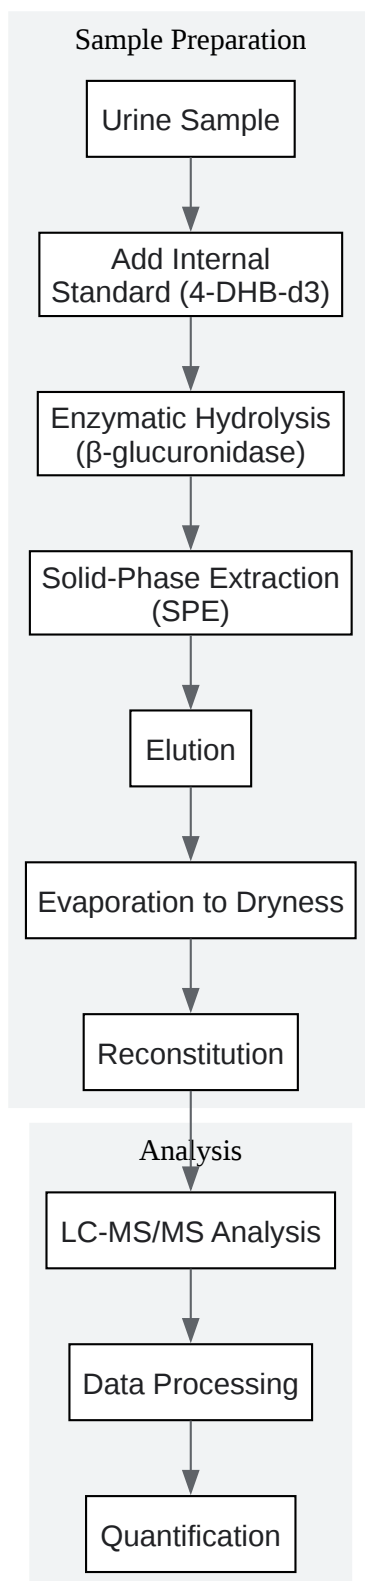 Sample Preparation
Urine Sample
Add Internal
Standard (4-DHB-d3)
Enzymatic Hydrolysis
(β-glucuronidase)
Solid-Phase Extraction
(SPE)
Elution
Evaporation to Dryness
Reconstitution
Analysis
LC-MS/MS Analysis
Data Processing
Quantification